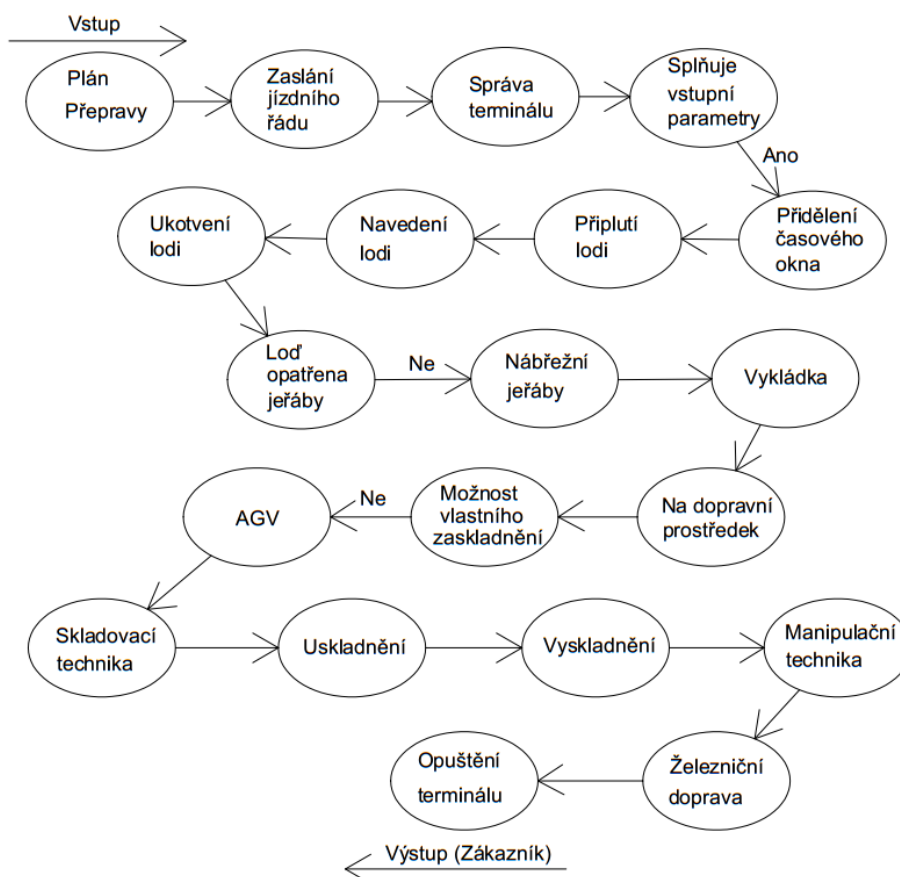 Vstup
Plán
Přepravy
Zaslání
jízdního
řádu
Správa
terminálu
Splňuje
vstupní
parametry
Ano
Ukotvení
lodi
Navedení
lodi
Připlutí
lodi
Přidělení
časového
okna
Loď
opatřena
jeřáby
Ne
Nábřežní
jeřáby
Vykládka
AGV
Ne
Možnost
vlastního
zaskladnění
Na dopravní
prostředek
Skladovací
technika
Uskladnění
Vyskladnění
Manipulační
technika
Opuštění
terminálu
Železniční
doprava
Výstup (Zákazník)